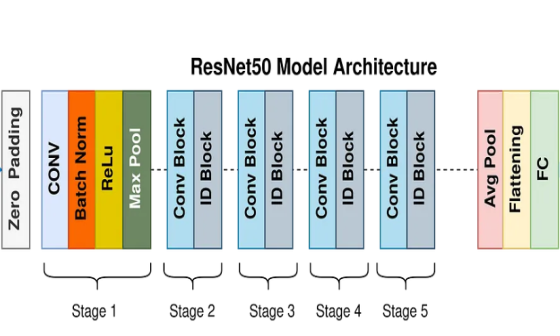 ResNet50 Model Architecture
Zero Padding
CONV
Batch Norm
ReLu
Max Pool
Conv Block
ID Block
Conv Block
ID Block
Conv Block
ID Block
Conv Block
ID Block
Avg Pool
Flattening
FC
Stage 1
Stage 2
Stage 3
Stage 4
Stage 5